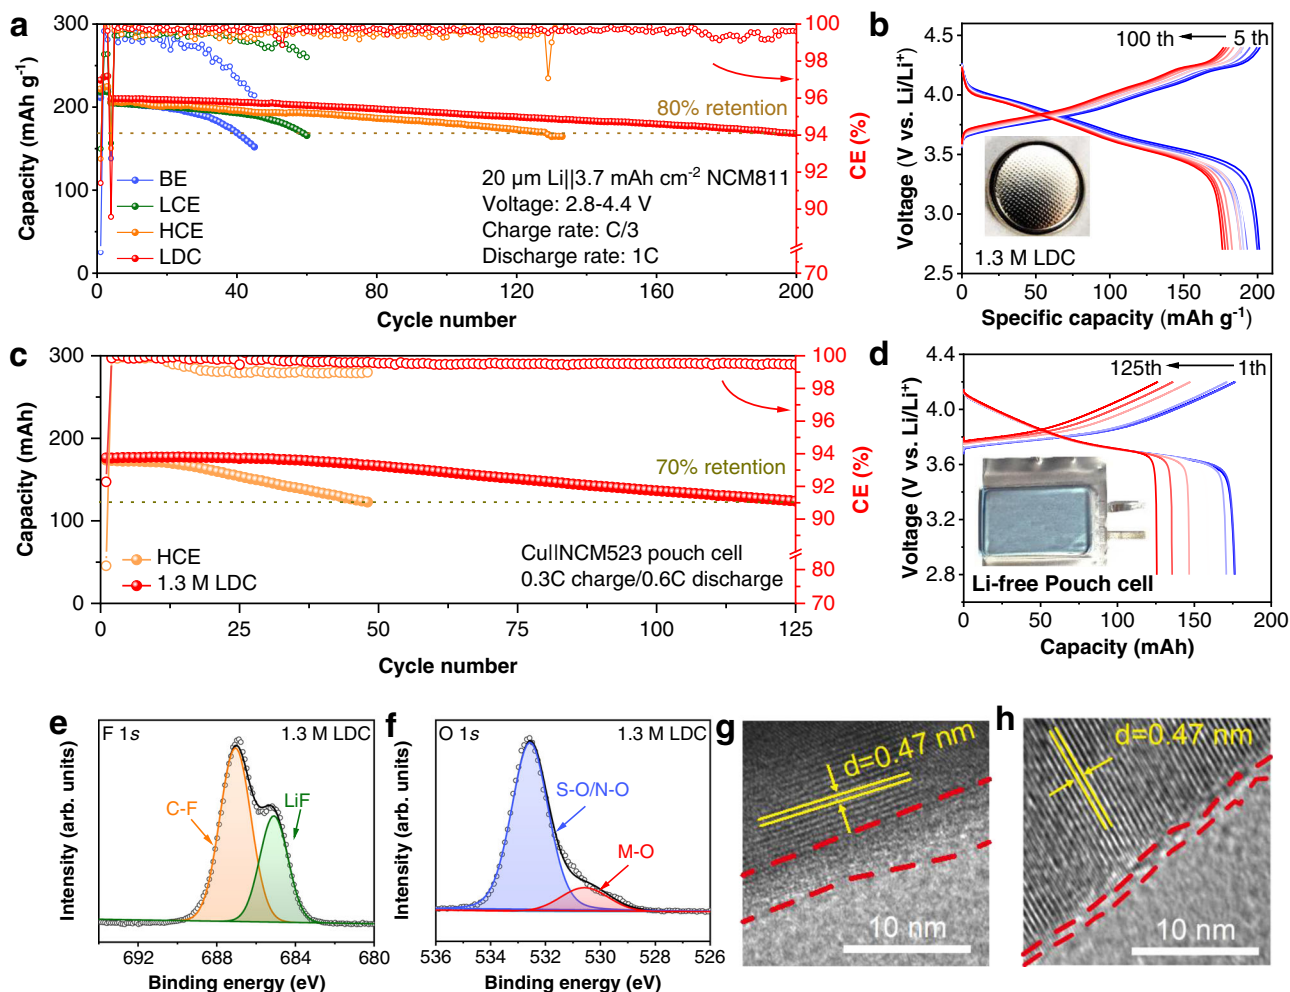 a
300
200
100
0
Capacity (mAh g⁻¹)
100
98
96
94
92
90
70
CE (%)
80% retention
BE
LCE
HCE
LDC
20 μm Li||3.7 mAh cm⁻² NCM811
Voltage: 2.8-4.4 V
Charge rate: C/3
Discharge rate: 1C
0 40 80 120 160 200
Cycle number
b
100 th 5 th
4.5
4.0
3.5
3.0
2.5
Voltage (V vs. Li/Li⁺)
1.3 M LDC
0 50 100 150 200
Specific capacity (mAh g⁻¹)
c
300
200
100
0
Capacity (mAh)
100
98
96
94
92
90
80
70
CE (%)
70% retention
HCE
1.3 M LDC
Cu||NCM523 pouch cell
0.3C charge/0.6C discharge
0 25 50 75 100 125
Cycle number
d
125th 1th
4.4
4.0
3.6
3.2
2.8
Voltage (V vs. Li/Li⁺)
Li-free Pouch cell
0 50 100 150 200
Capacity (mAh)
e
F 1s 1.3 M LDC
C-F
LiF
Intensity (arb. units)
692 688 684 680
Binding energy (eV)
f
O 1s 1.3 M LDC
S-O/N-O
M-O
Intensity (arb. units)
536 534 532 530 528 526
Binding energy (eV)
g
d=0.47 nm
10 nm
h
d=0.47 nm
10 nm